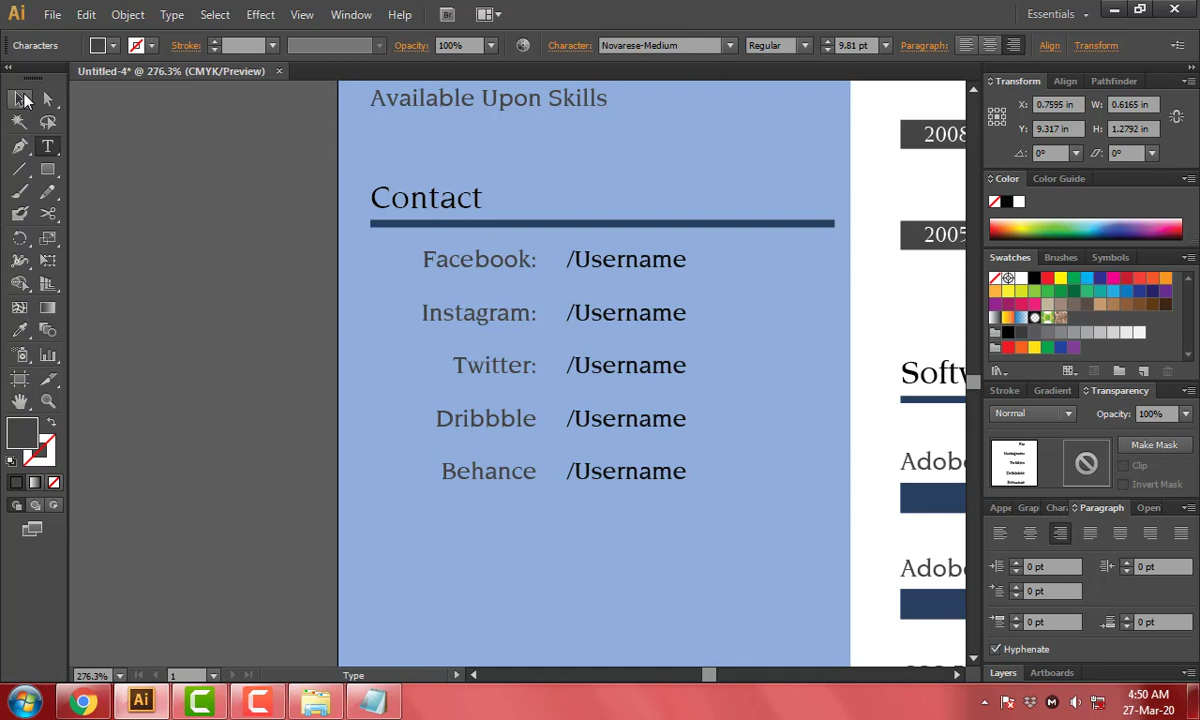 Ai File Edit Object Type Select Effect View Window Help Br Essentials
Characters Stroke: Opacity: 100% Character: Novarese-Medium Regular 9.81 pt Paragraph: Align Transform
Untitled-4* @ 276.3% (CMYK/Preview) ×
Transform Align Pathfinder
X: 0.7595 in W: 0.6165 in
Y: 9.317 in H: 1.2792 in
0° 0°
Color Color Guide
Swatches Brushes Symbols
Stroke Gradient Transparency
Normal Opacity: 100%
Make Mask
Clip
Invert Mask
Appe Grap Chara Paragraph Open
0 pt 0 pt
0 pt
0 pt 0 pt
Hyphenate
Layers Artboards
Available Upon Skills
Contact
Facebook: /Username
Instagram: /Username
Twitter: /Username
Dribbble /Username
Behance /Username
2008
2005
Softw
Adobe
Adobe
276.3% 1 Type
4:50 AM
27-Mar-20